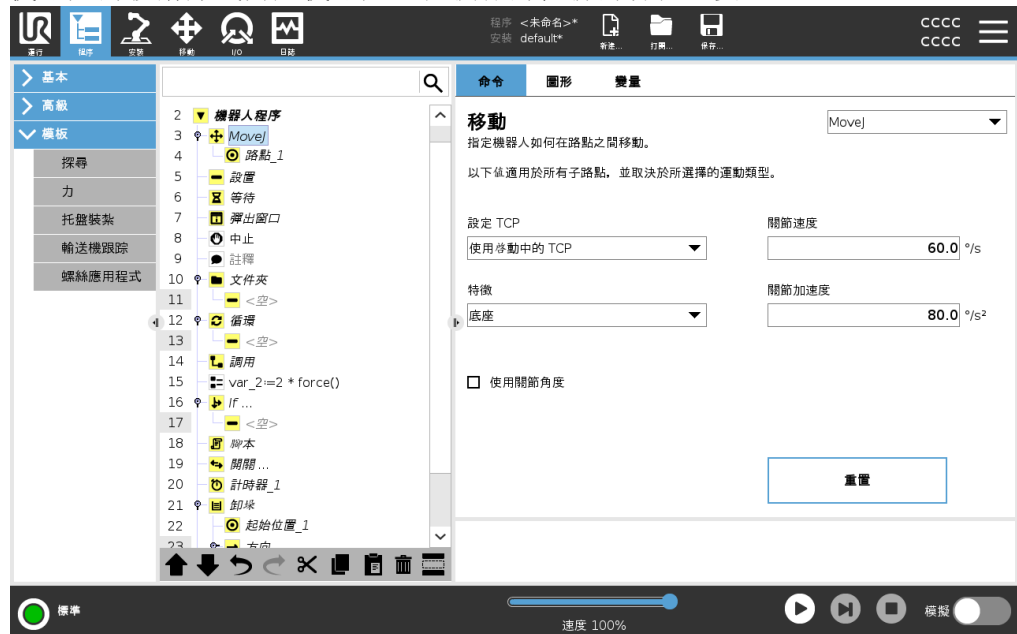 程序 <未命名>*
安裝 default*
運行
程序
安裝
移動
I/O
日誌
新建...
打開...
保存...
CCCC
CCCC
基本
高級
模板
探尋
力
托盤裝紮
輸送機跟踪
螺絲應用程式
2 機器人程序
3 MoveJ
4 路點_1
5 設置
6 等待
7 彈出窗口
8 中止
9 註釋
10 文件夾
11 <空>
12 循環
13 <空>
14 調用
15 var_2:=2 * force()
16 If ...
17 <空>
18 腳本
19 開關 ...
20 計時器_1
21 卸垛
22 起始位置_1
23 方向
命令 圖形 變量
移動
MoveJ
指定機器人如何在路點之間移動。
以下值適用於所有子路點，並取決於所選擇的運動類型。
設定 TCP
關節速度
使用啓動中的 TCP
60.0 °/s
特徵
關節加速度
底座
80.0 °/s²
使用關節角度
重置
標準
速度 100%
模擬